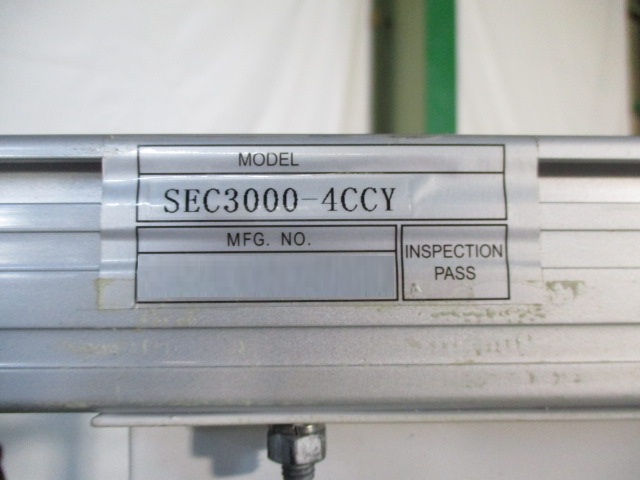 MODEL
SEC3000-4CCY
MFG. NO.
INSPECTION
PASS